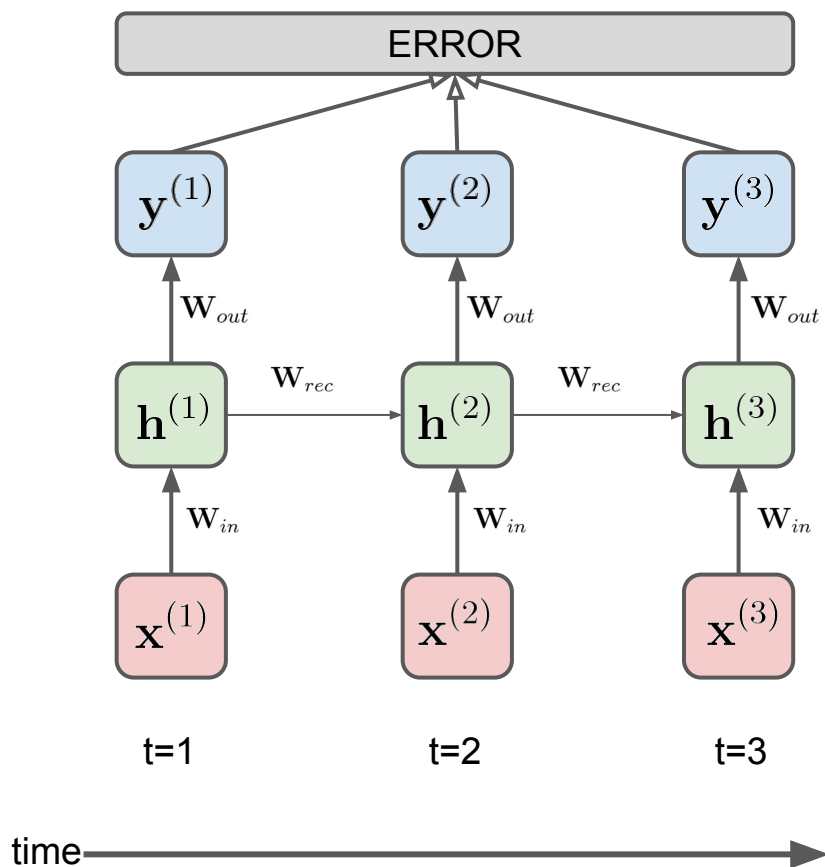 ERROR
y(1) y(2) y(3)
Wout Wout Wout
Wrec Wrec
h(1) h(2) h(3)
Win Win Win
x(1) x(2) x(3)
t=1 t=2 t=3
time